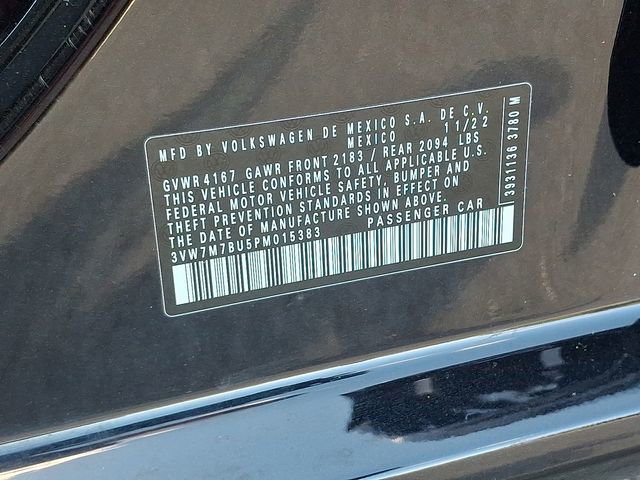 MFD BY VOLKSWAGEN DE MEXICO S.A. DE C.V.
MEXICO 11/22
GVWR 4167 GAWR FRONT 2183 / REAR 2094 LBS
THIS VEHICLE CONFORMS TO ALL APPLICABLE U.S.
FEDERAL MOTOR VEHICLE SAFETY, BUMPER AND
THEFT PREVENTION STANDARDS IN EFFECT ON
THE DATE OF MANUFACTURE SHOWN ABOVE.
3VW7M7BU5PM015383 PASSENGER CAR
3931136 3780 M